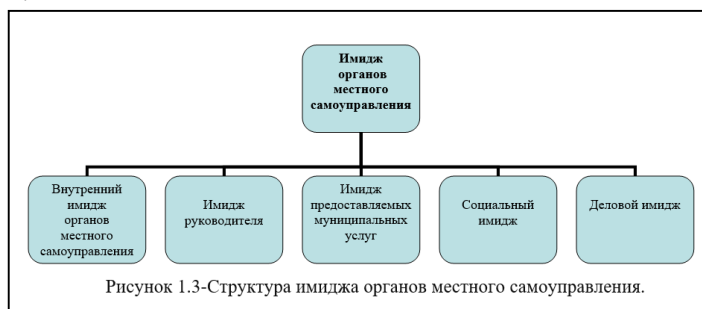 Имидж
органов
местного
самоуправления
Внутренний
имидж
органов
местного
самоуправления
Имидж
руководителя
Имидж
предоставляемых
муниципальных
услуг
Социальный
имидж
Деловой имидж
Рисунок 1.3-Структура имиджа органов местного самоуправления.